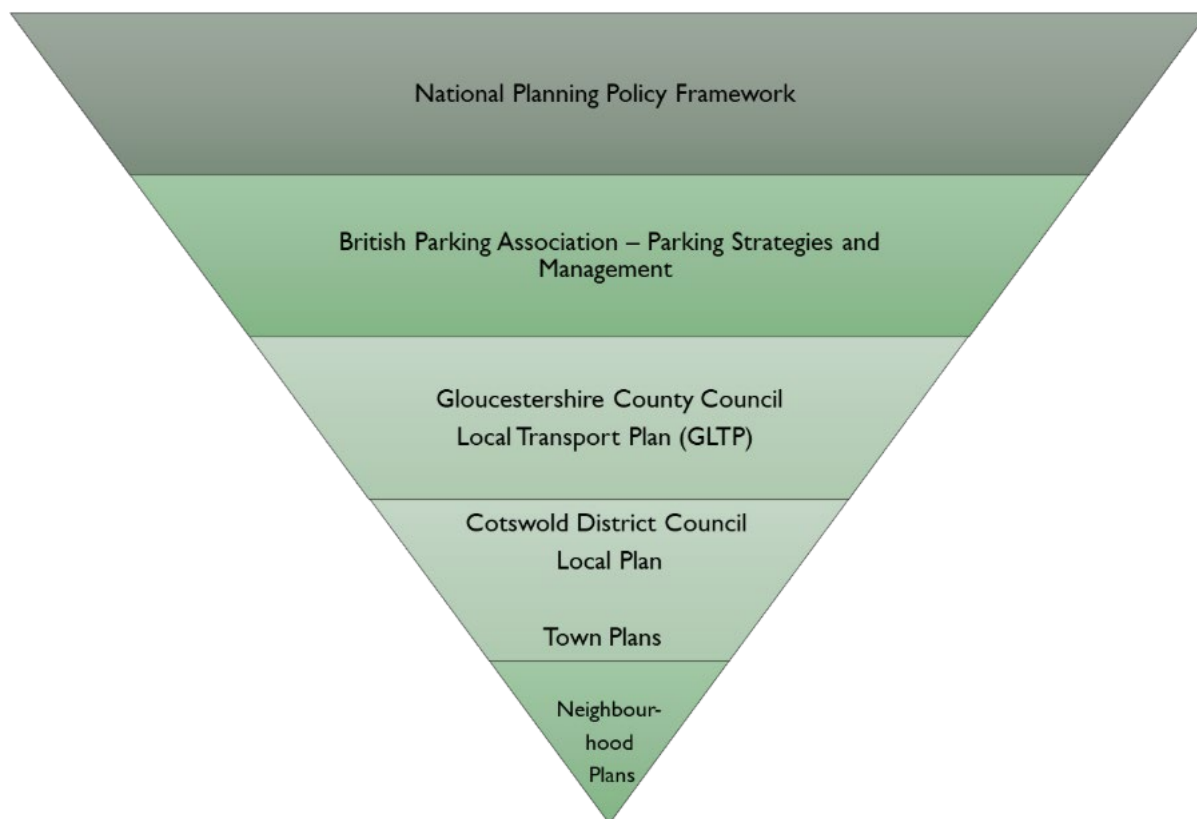 National Planning Policy Framework
British Parking Association – Parking Strategies and
Management
Gloucestershire County Council
Local Transport Plan (GLTP)
Cotswold District Council
Local Plan
Town Plans
Neighbour-
hood
Plans